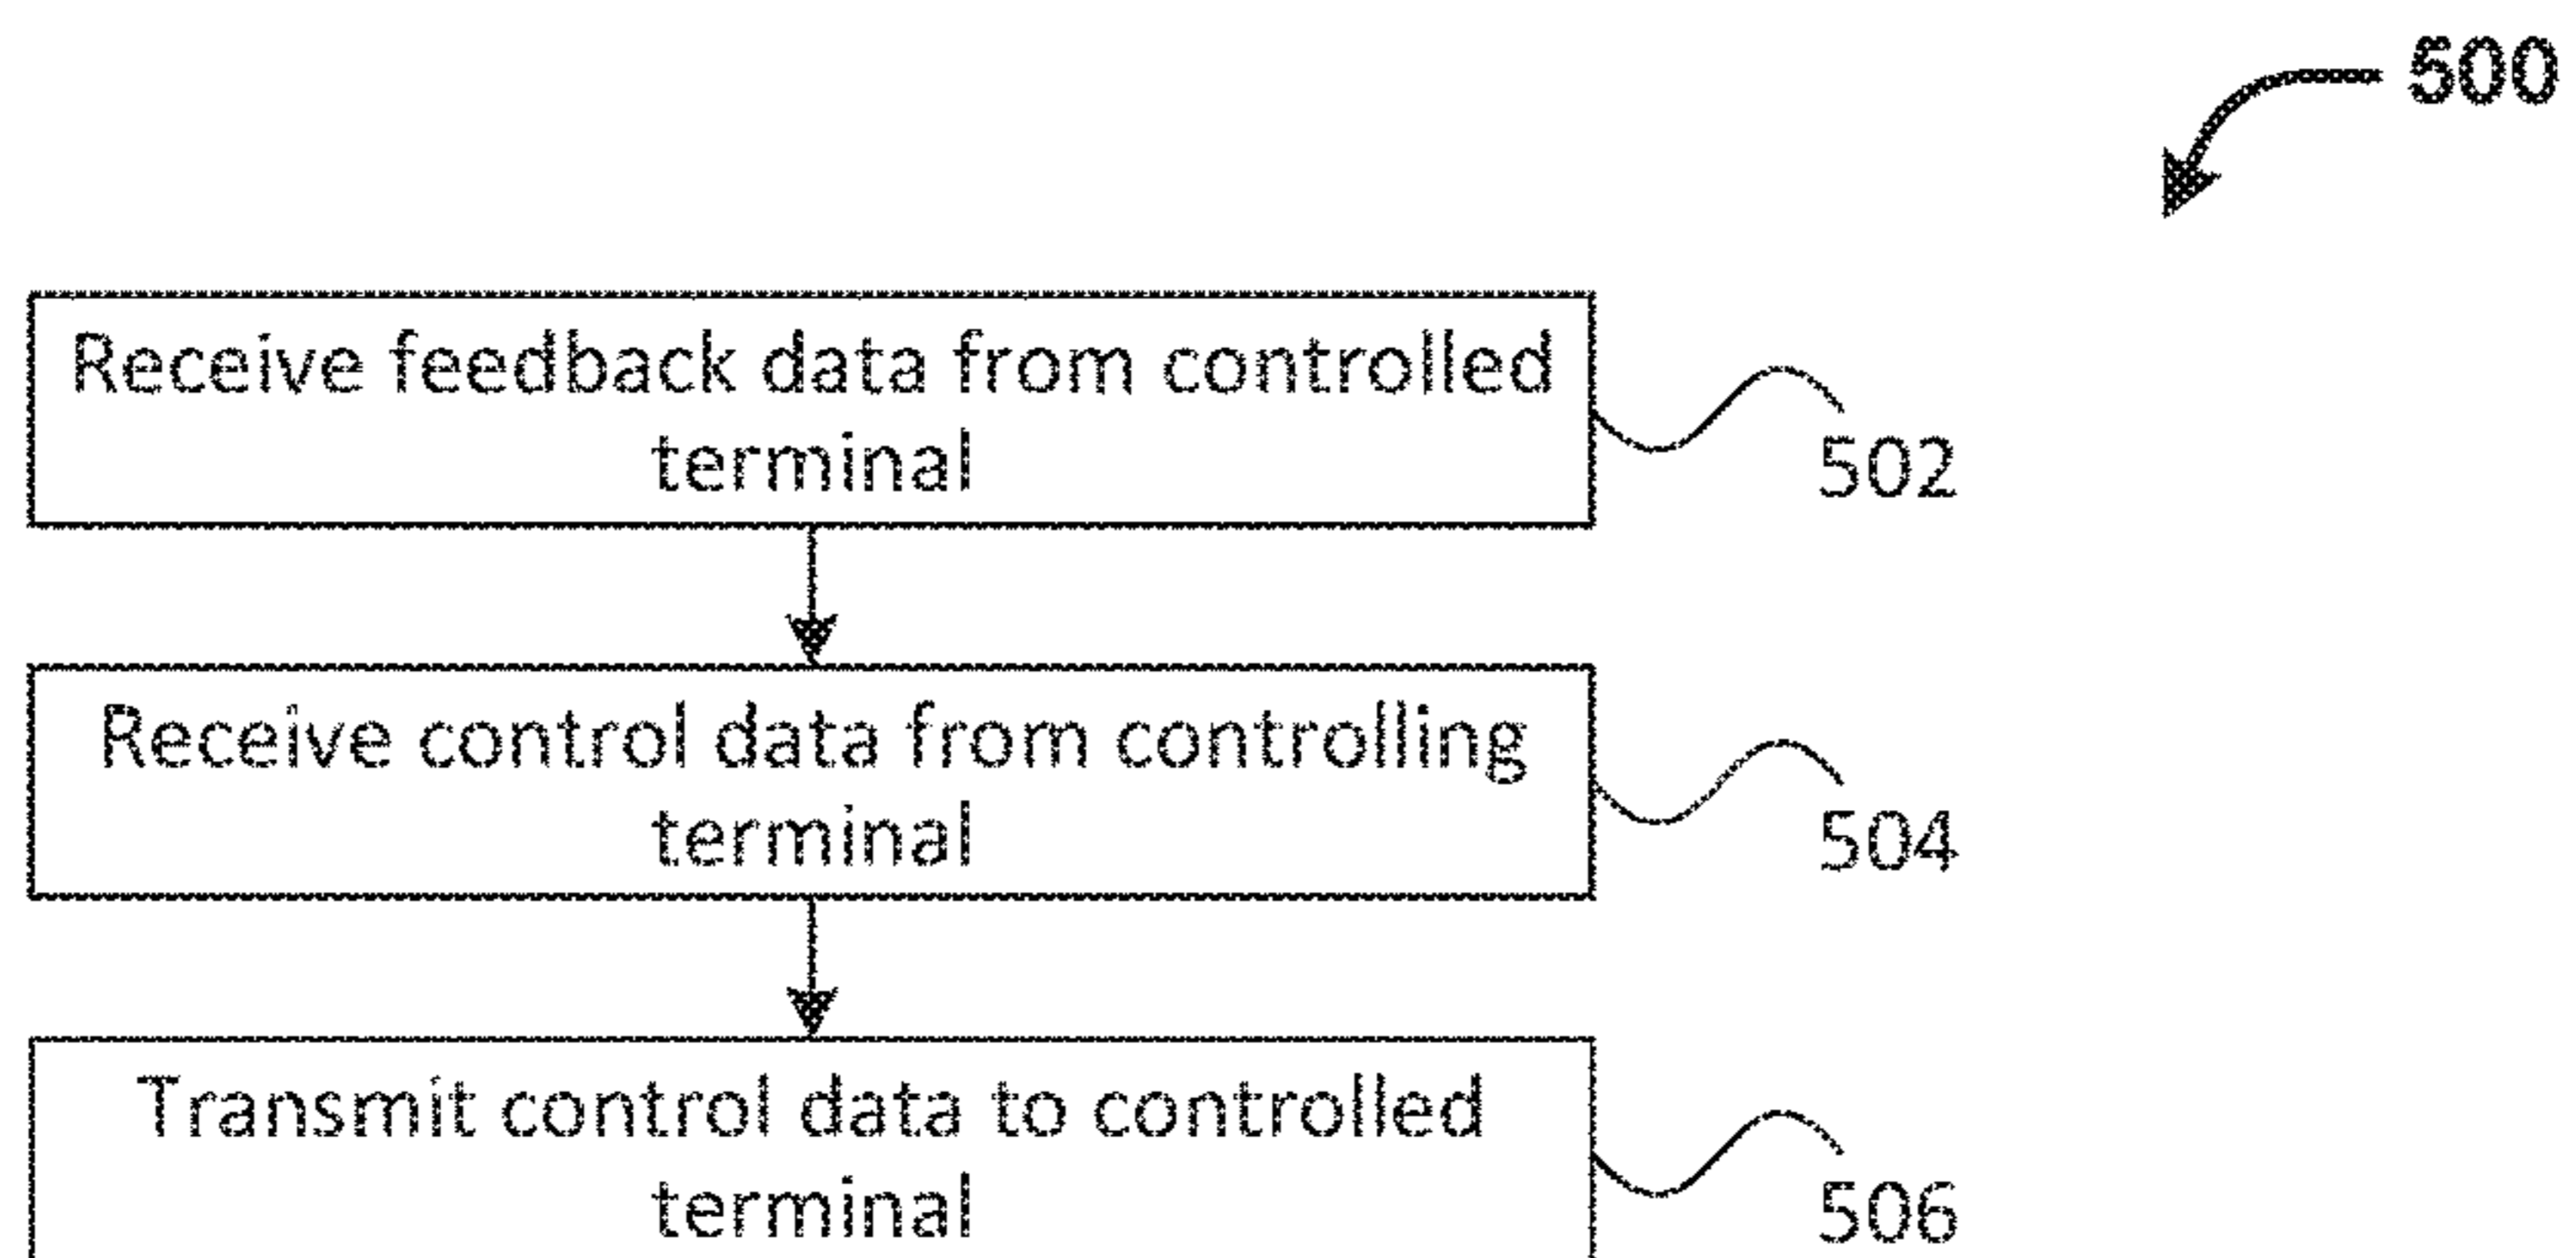 500
Receive feedback data from controlled
terminal
502
Receive control data from controlling
terminal
504
Transmit control data to controlled
terminal
506